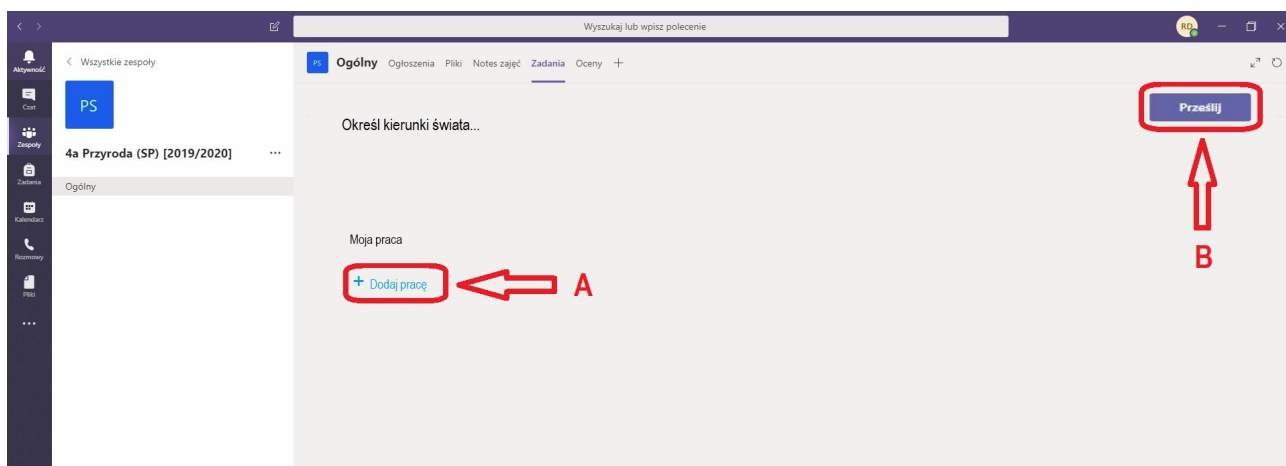 Wyszukaj lub wpisz polecenie
RD
Aktywność
Czat
Zespoły
Zadania
Kalendarz
Rozmowy
Pliki
Wszystkie zespoły
PS
4a Przyroda (SP) [2019/2020]
Ogólny
PS Ogólny Ogłoszenia Pliki Notes zajęć Zadania Oceny
Prześlij
Określ kierunki świata...
B
Moja praca
+ Dodaj pracę
A